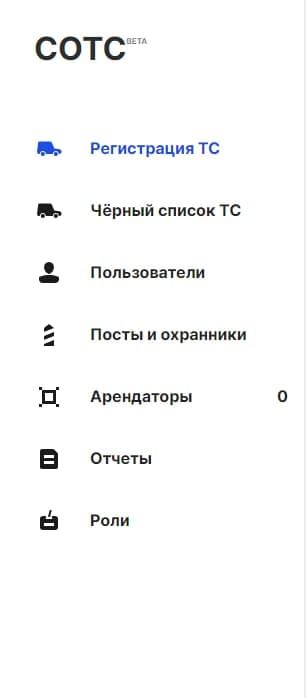 СОТС BETA
Регистрация ТС
Чёрный список ТС
Пользователи
Посты и охранники
Арендаторы 0
Отчеты
Роли